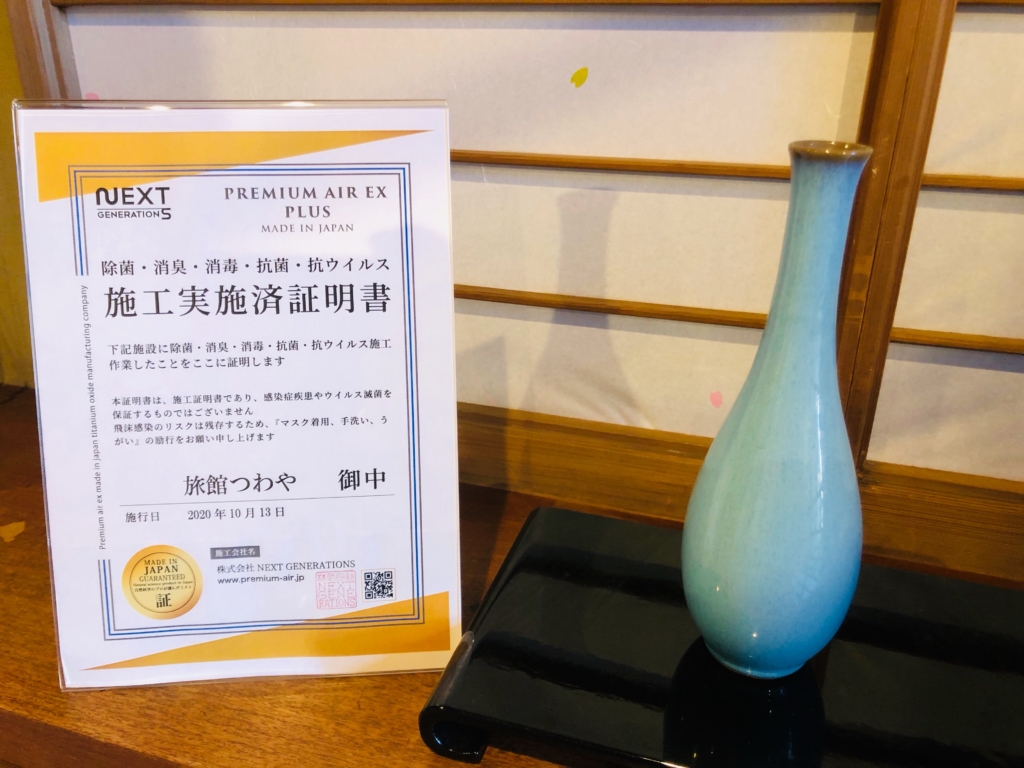 NEXT
GENERATIONS
PREMIUM AIR EX
PLUS
MADE IN JAPAN
除菌・消臭・消毒・抗菌・抗ウイルス
施工実施済証明書
下記施設に除菌・消臭・消毒・抗菌・抗ウイルス施工
作業したことをここに証明します
本証明書は、施工証明書であり、感染症疾患やウイルス滅菌を
保証するものではございません
飛沫感染のリスクは残存するため、『マスク着用、手洗い、う
がい』の励行をお願い申し上げます
旅館つわや 御中
施行日 2020年10月13日
施工会社名
株式会社 NEXT GENERATIONS
www.premium-air.jp
MADE IN
JAPAN
GUARANTEED
証
Premium air ex made in japan titanium oxide manufacturing company